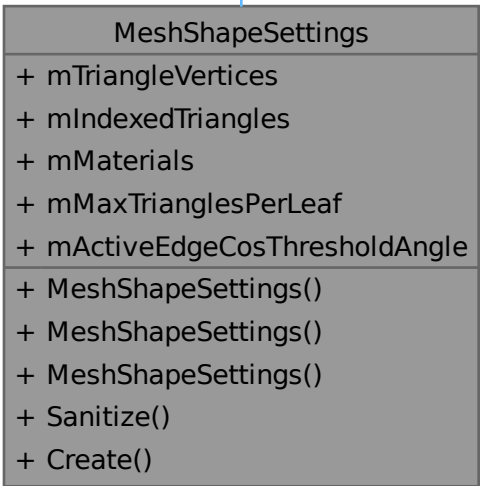 MeshShapeSettings
+ mTriangleVertices
+ mIndexedTriangles
+ mMaterials
+ mMaxTrianglesPerLeaf
+ mActiveEdgeCosThresholdAngle
+ MeshShapeSettings()
+ MeshShapeSettings()
+ MeshShapeSettings()
+ Sanitize()
+ Create()